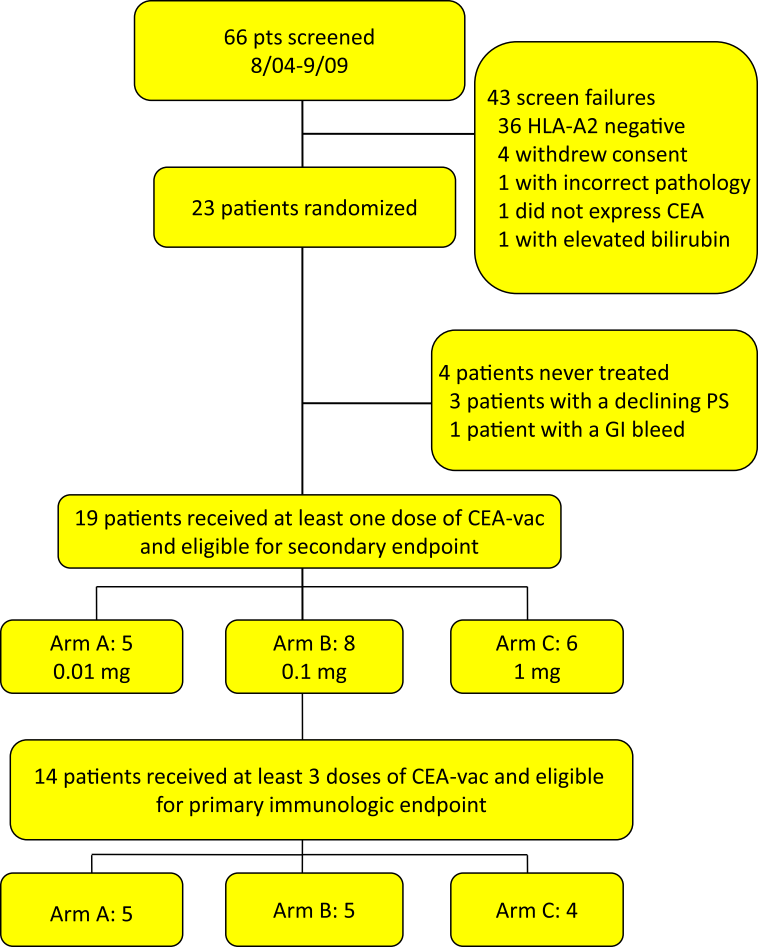 66 pts screened
8/04-9/09
43 screen failures
36 HLA-A2 negative
4 withdrew consent
1 with incorrect pathology
1 did not express CEA
1 with elevated bilirubin
23 patients randomized
4 patients never treated
3 patients with a declining PS
1 patient with a GI bleed
19 patients received at least one dose of CEA-vac
and eligible for secondary endpoint
Arm A: 5
0.01 mg
Arm B: 8
0.1 mg
Arm C: 6
1 mg
14 patients received at least 3 doses of CEA-vac and eligible
for primary immunologic endpoint
Arm A: 5
Arm B: 5
Arm C: 4